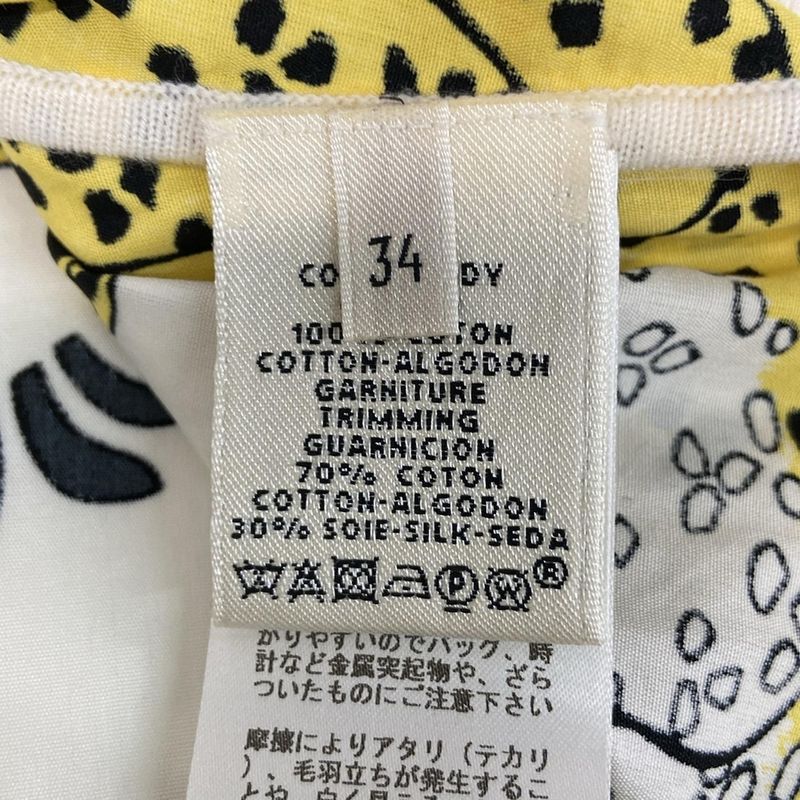 34
100% COTON
COTTON-ALGODON
GARNITURE
TRIMMING
GUARNICION
70% COTON
COTTON-ALGODON
30% SOIE-SILK-SEDA
P W ®
かりやすいのでバッグ、時
計など金属突起物や、ざら
ついたものにご注意下さい
摩擦によりアタリ（テカリ
）、毛羽立ちが発生するこ